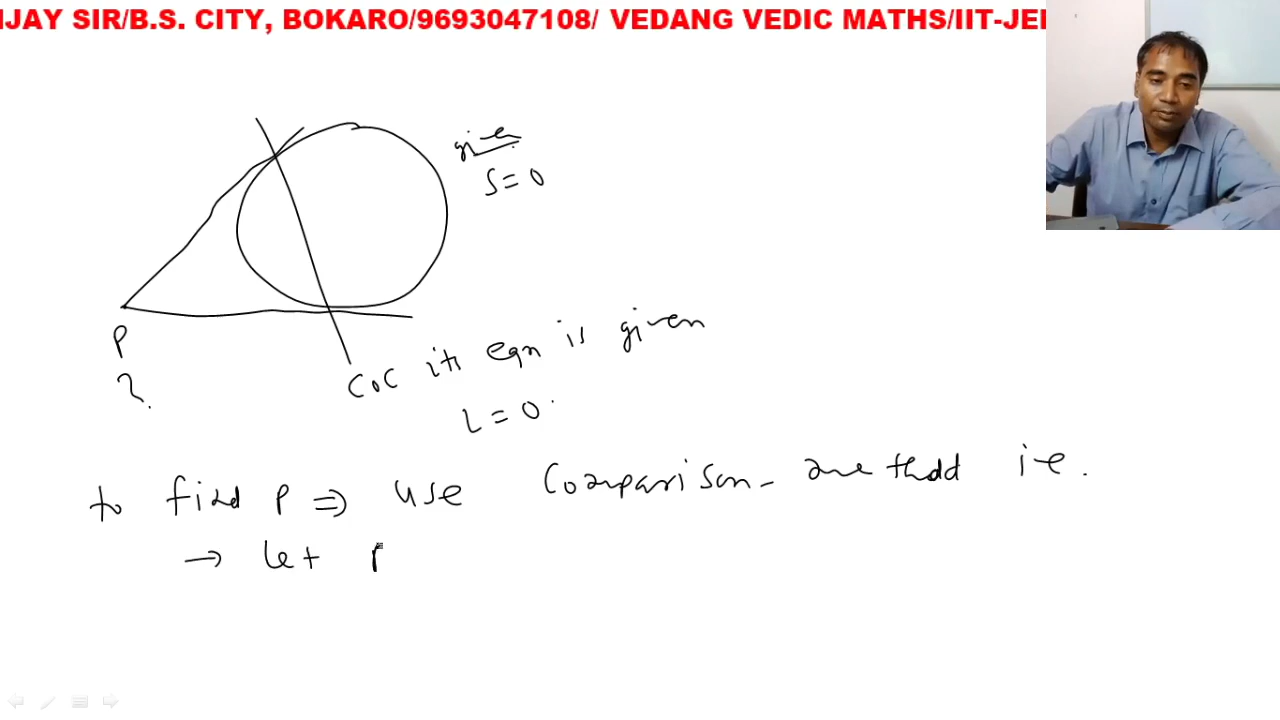 IJAY SIR/B.S. CITY, BOKARO/9693047108/ VEDANG VEDIC MATHS/IIT-JEE
given
S = 0
P
?
COC its eqn is given
L = 0
to find P ⇒ use Comparison method i.e.
→ let P